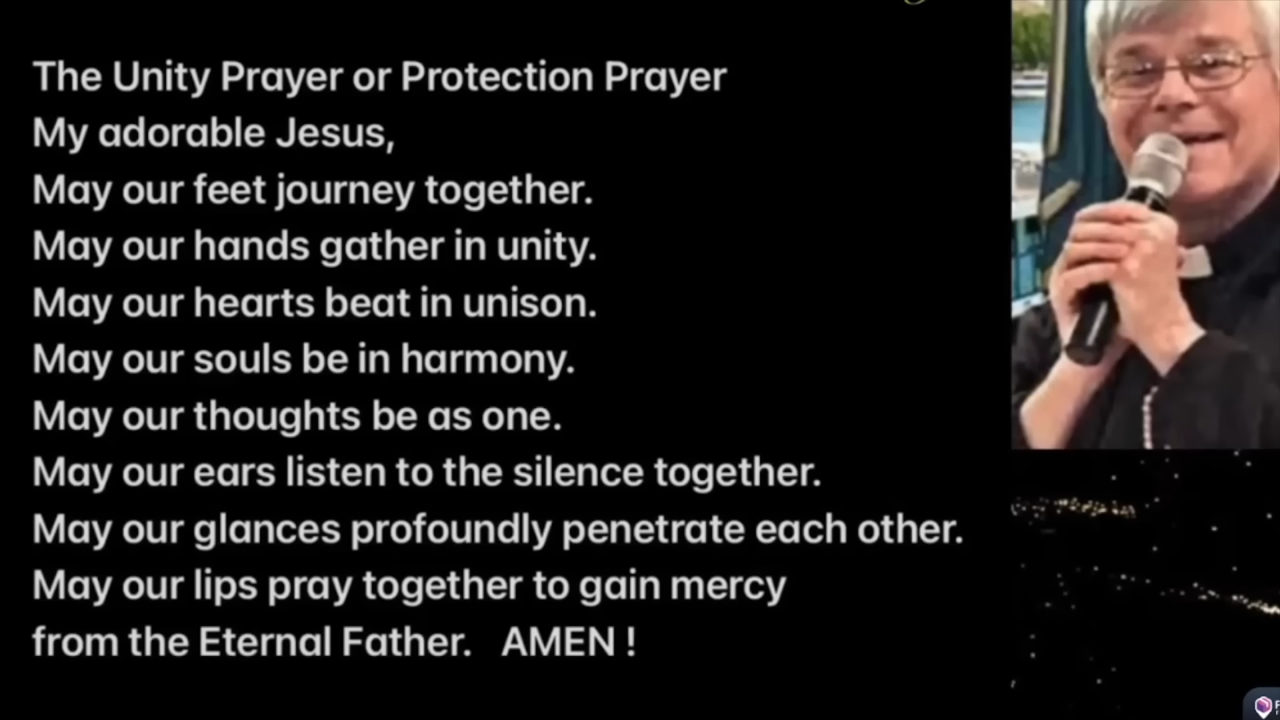 The Unity Prayer or Protection Prayer
My adorable Jesus,
May our feet journey together.
May our hands gather in unity.
May our hearts beat in unison.
May our souls be in harmony.
May our thoughts be as one.
May our ears listen to the silence together.
May our glances profoundly penetrate each other.
May our lips pray together to gain mercy
from the Eternal Father. AMEN !